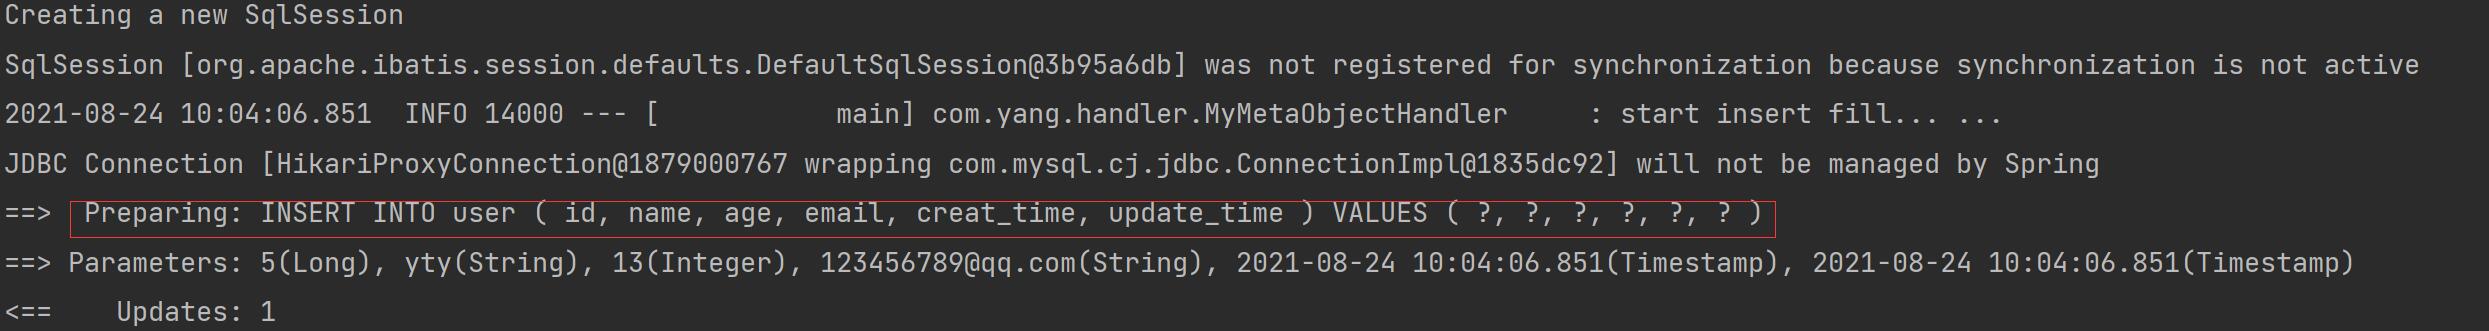 Creating a new SqlSession
SqlSession [org.apache.ibatis.session.defaults.DefaultSqlSession@3b95a6db] was not registered for synchronization because synchronization is not active
2021-08-24 10:04:06.851  INFO 14000 --- [           main] com.yang.handler.MyMetaObjectHandler     : start insert fill... ...
JDBC Connection [HikariProxyConnection@1879000767 wrapping com.mysql.cj.jdbc.ConnectionImpl@1835dc92] will not be managed by Spring
==>  Preparing: INSERT INTO user ( id, name, age, email, creat_time, update_time ) VALUES ( ?, ?, ?, ?, ?, ? )
==> Parameters: 5(Long), yty(String), 13(Integer), 123456789@qq.com(String), 2021-08-24 10:04:06.851(Timestamp), 2021-08-24 10:04:06.851(Timestamp)
<==    Updates: 1